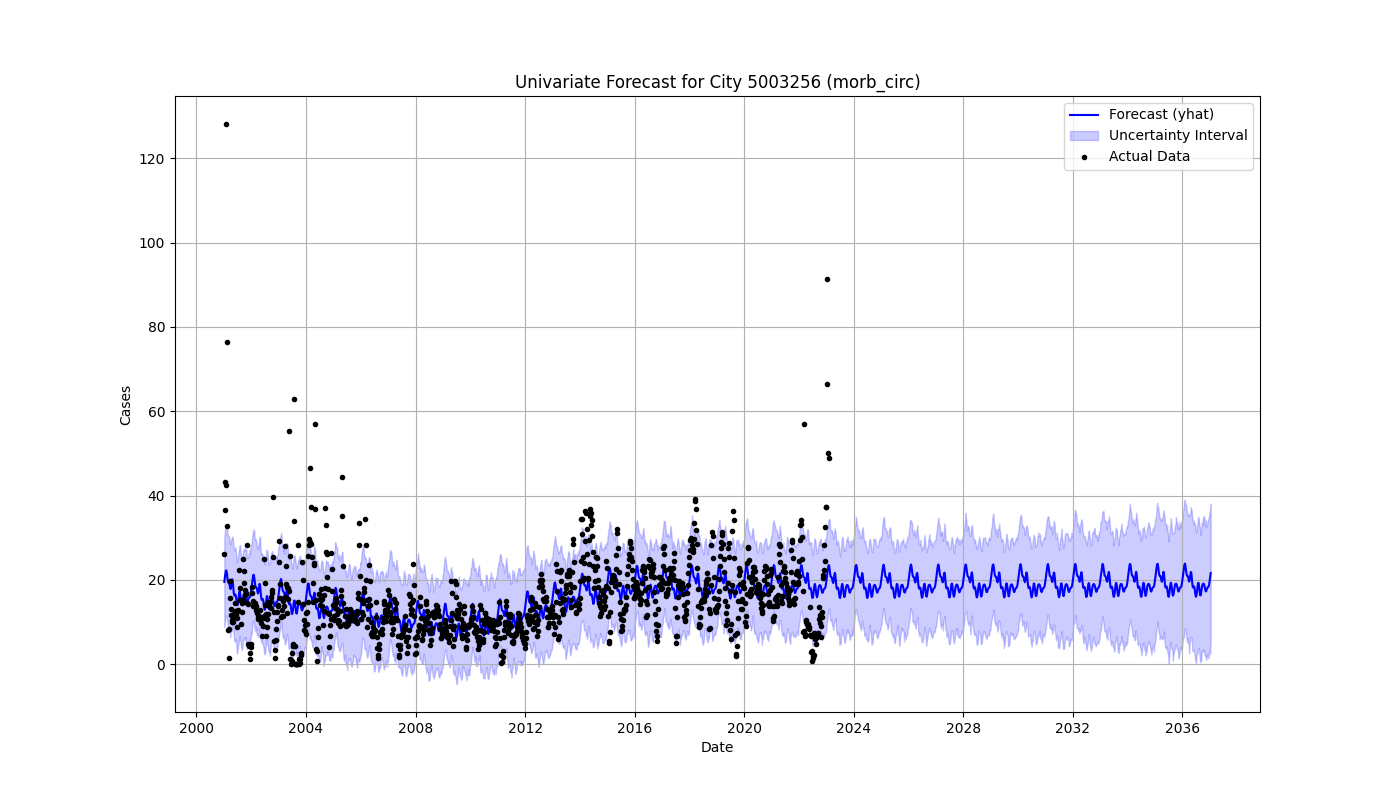 Univariate Forecast for City 5003256 (morb_circ)
Forecast (yhat)
Uncertainty Interval
Actual Data
120
100
80
60
40
20
0
Cases
2000 2004 2008 2012 2016 2020 2024 2028 2032 2036
Date